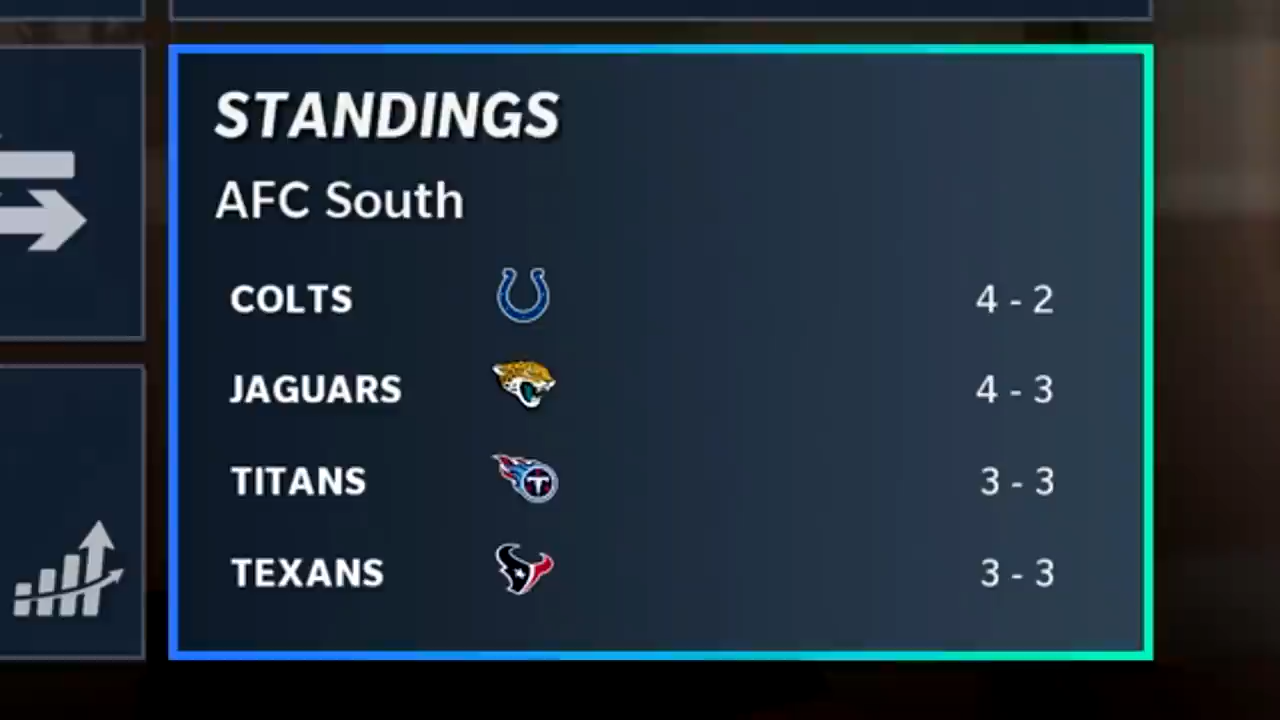 STANDINGS
AFC South
COLTS 4 - 2
JAGUARS 4 - 3
TITANS 3 - 3
TEXANS 3 - 3